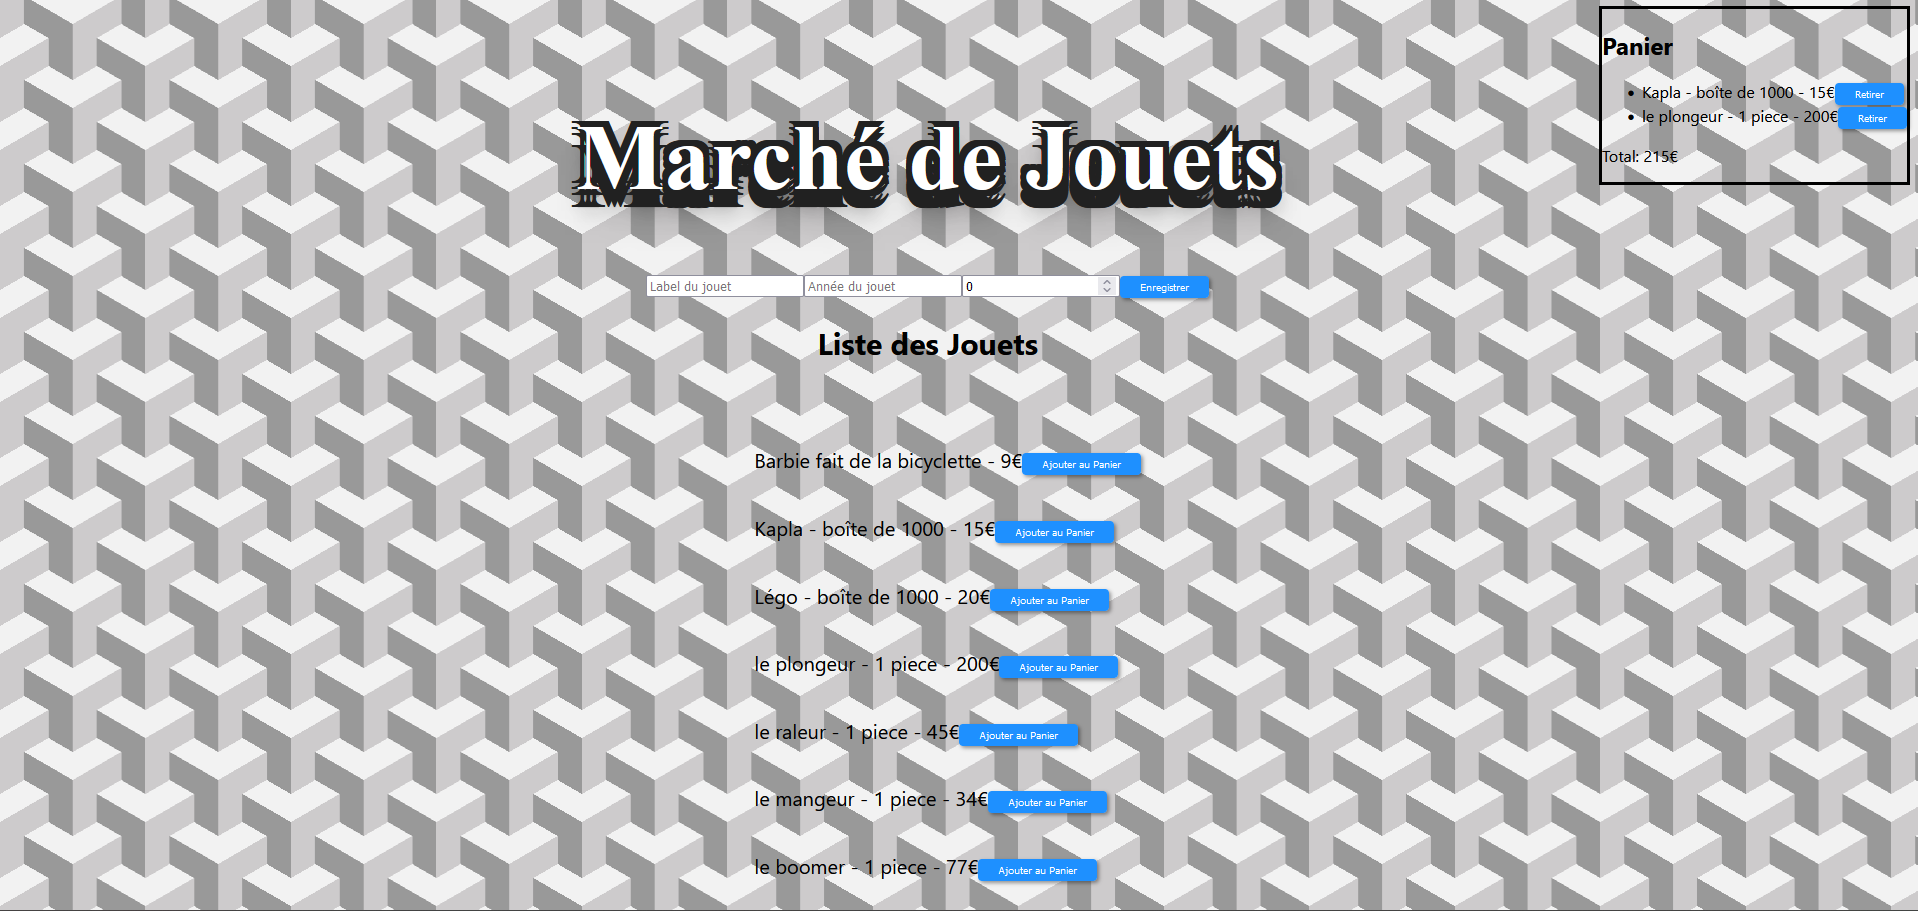 Panier
Kapla - boîte de 1000 - 15€ Retirer
le plongeur - 1 piece - 200€ Retirer
Total: 215€
Marché de Jouets
Label du jouet Année du jouet 0 Enregistrer
Liste des Jouets
Barbie fait de la bicyclette - 9€ Ajouter au Panier
Kapla - boîte de 1000 - 15€ Ajouter au Panier
Légo - boîte de 1000 - 20€ Ajouter au Panier
le plongeur - 1 piece - 200€ Ajouter au Panier
le raleur - 1 piece - 45€ Ajouter au Panier
le mangeur - 1 piece - 34€ Ajouter au Panier
le boomer - 1 piece - 77€ Ajouter au Panier